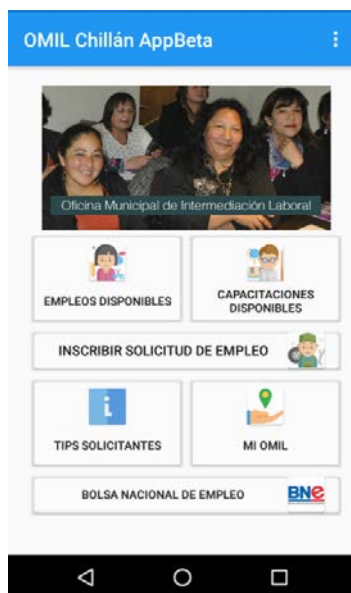 OMIL Chillán AppBeta
Oficina Municipal de Intermediación Laboral
EMPLEOS DISPONIBLES
CAPACITACIONES
DISPONIBLES
INSCRIBIR SOLICITUD DE EMPLEO
i
TIPS SOLICITANTES
MI OMIL
BOLSA NACIONAL DE EMPLEO
BNe